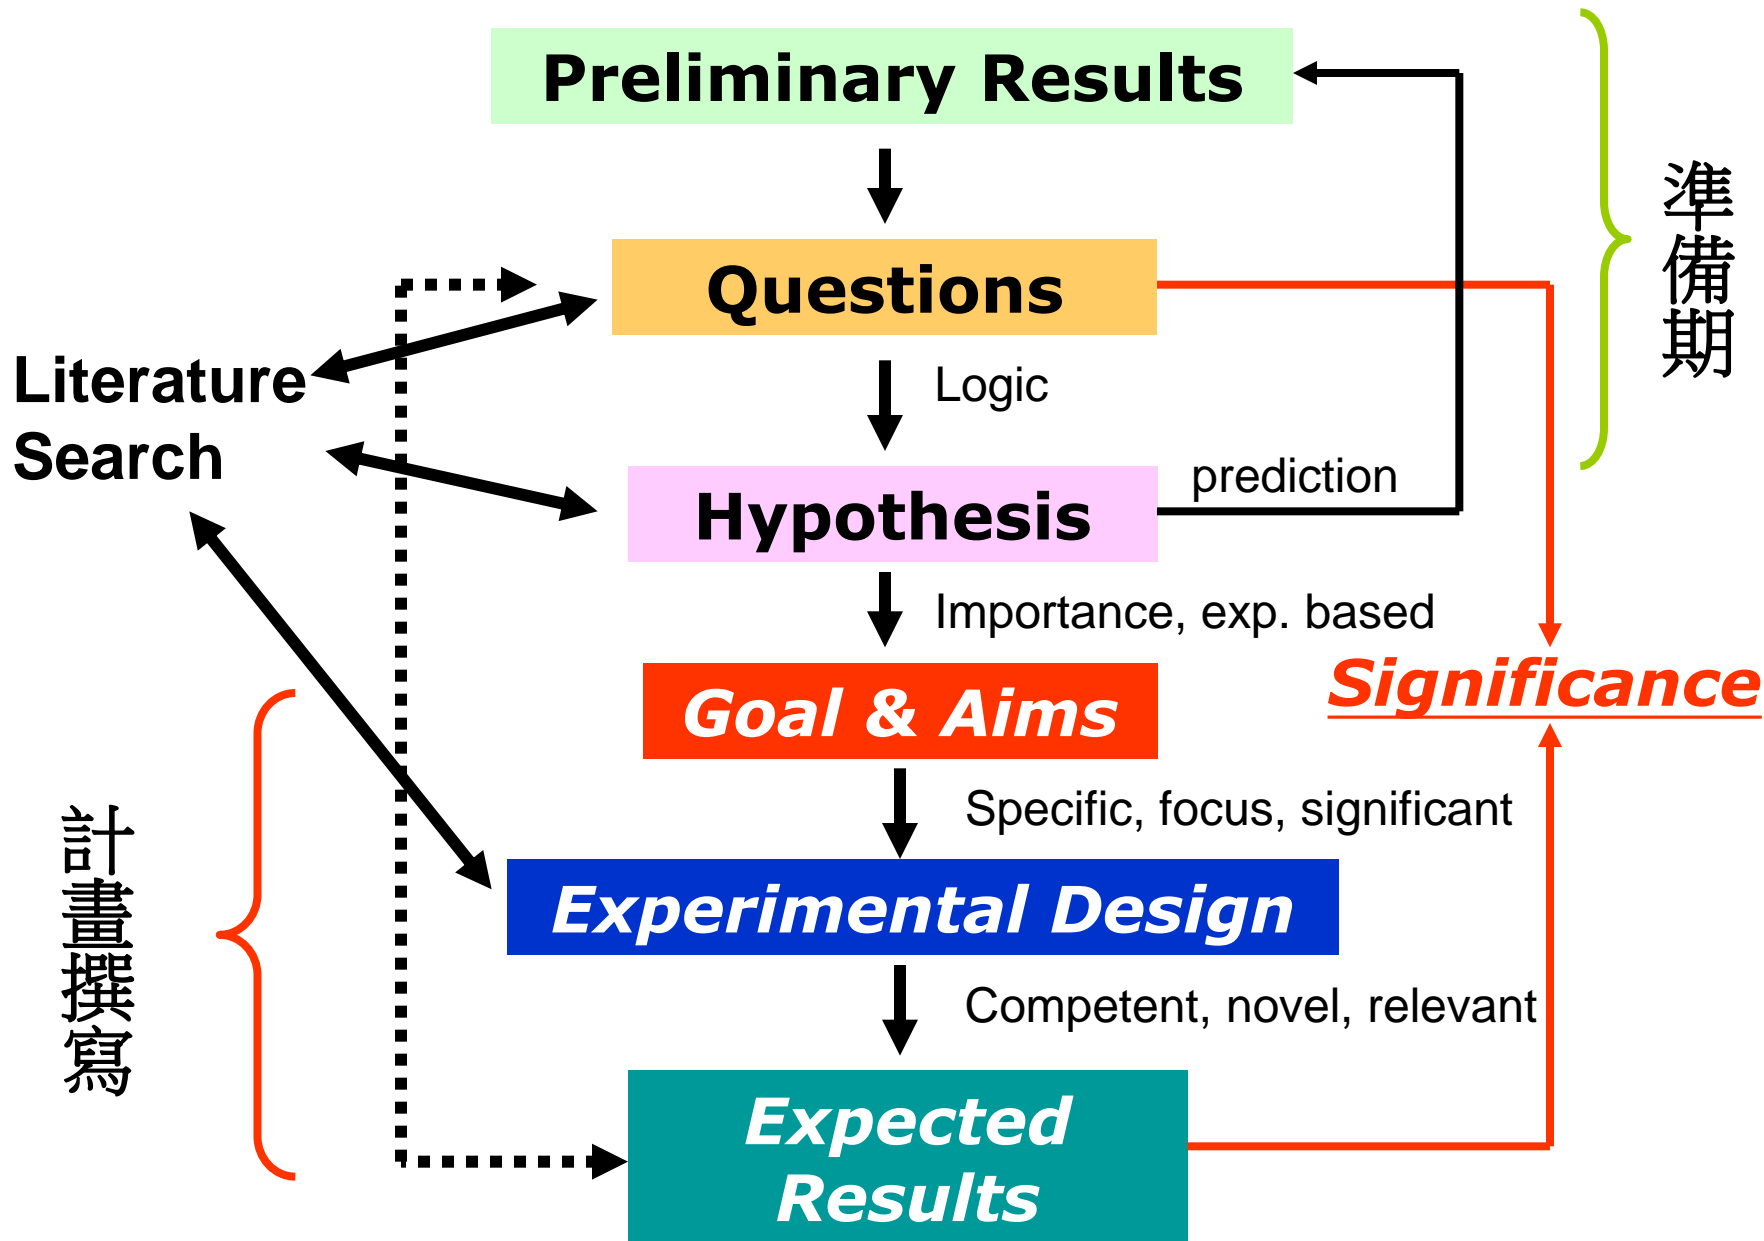 Preliminary Results
準備期
Questions
Literature
Search
Logic
Hypothesis
prediction
Importance, exp. based
Goal & Aims
Significance
Specific, focus, significant
計畫撰寫
Experimental Design
Competent, novel, relevant
Expected
Results